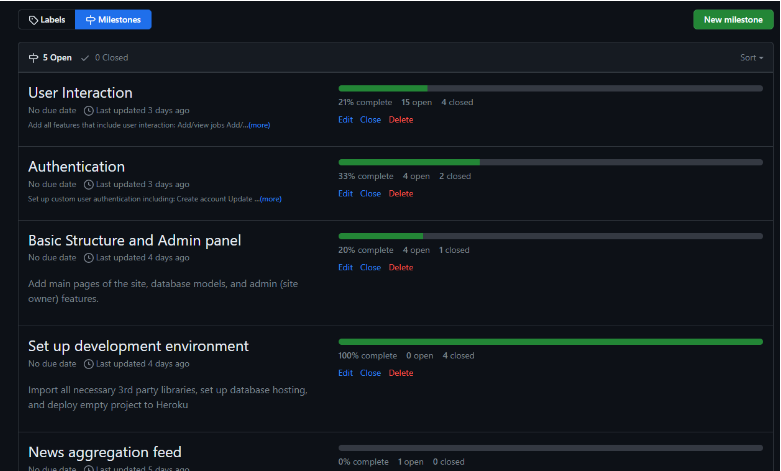 Labels Milestones New milestone
5 Open 0 Closed Sort
User Interaction
No due date Last updated 3 days ago
Add all features that include user interaction: Add/view jobs Add/...(more)
21% complete 15 open 4 closed
Edit Close Delete
Authentication
No due date Last updated 3 days ago
Set up custom user authentication including: Create account Update ...(more)
33% complete 4 open 2 closed
Edit Close Delete
Basic Structure and Admin panel
No due date Last updated 4 days ago
Add main pages of the site, database models, and admin (site
owner) features.
20% complete 4 open 1 closed
Edit Close Delete
Set up development environment
No due date Last updated 4 days ago
Import all necessary 3rd party libraries, set up database hosting,
and deploy empty project to Heroku
100% complete 0 open 4 closed
Edit Close Delete
News aggregation feed
No due date Last updated 5 days ago
0% complete 1 open 0 closed